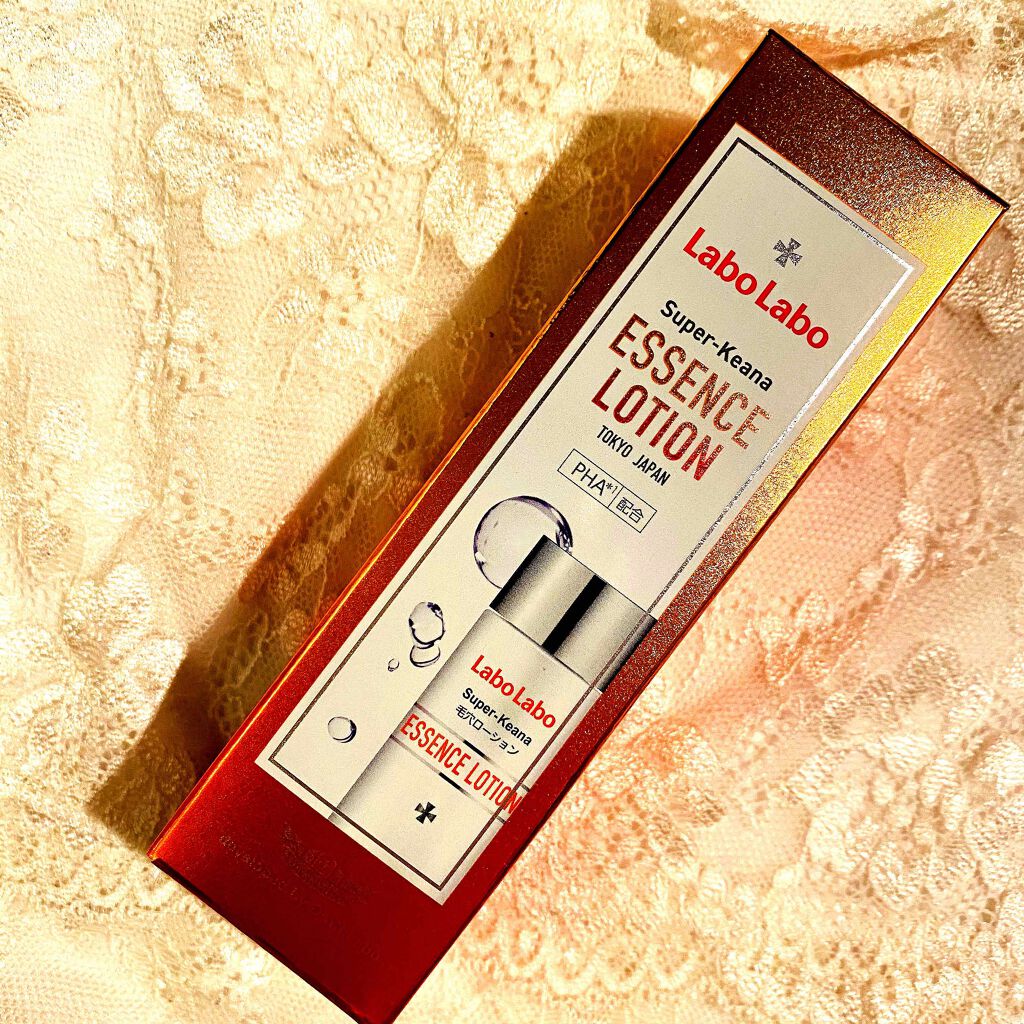 Labo Labo
Super-Keana
ESSENCE
LOTION
TOKYO JAPAN
PHA*1 配合
Labo Labo
Super-Keana
毛穴ローション
ESSENCE LOTION